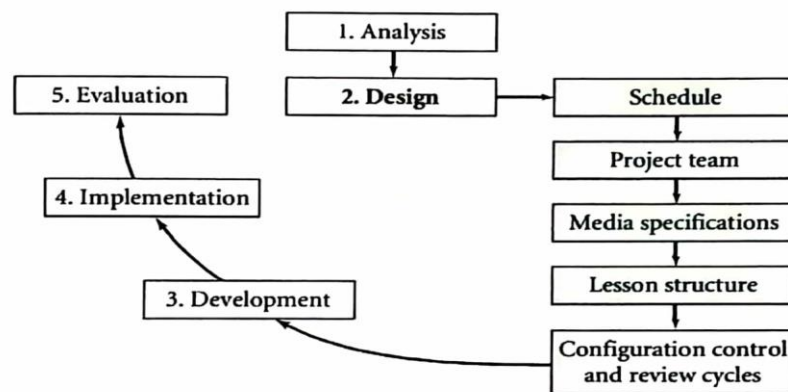 1. Analysis
2. Design
Schedule
Project team
Media specifications
Lesson structure
Configuration control
and review cycles
3. Development
4. Implementation
5. Evaluation